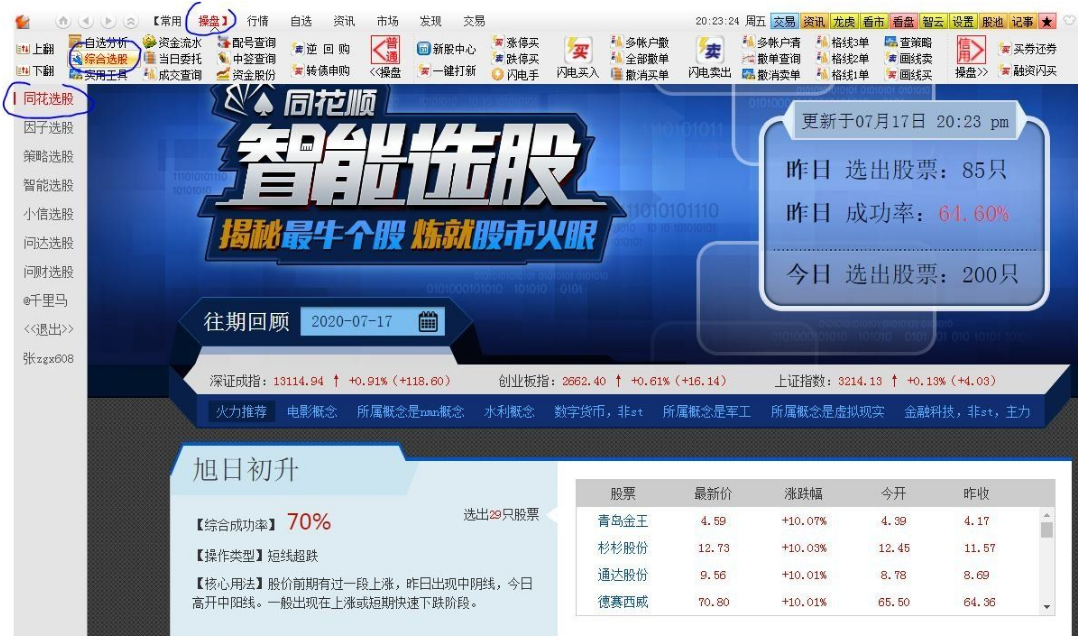 【常用 操盘】 行情 自选 资讯 市场 发现 交易 20:23:24 周五 交易 资讯 龙虎 看市 看盘 智云 设置 股池 记事 ★
上翻 自选分析 资金流水 配号查询 逆 回 购 普通 新股中心 涨停买 买 多帐户撤 卖 多帐户清 格线3单 查策略 信用 买券还券
综合选股 当日委托 中签查询 跌停买 全部撤单 撤单查询 格线2单 画线卖
下翻 实用工具 成交查询 资金股份 转债申购 <<操盘 一键打新 闪电手 闪电买入 撤消买单 闪电卖出 撤消卖单 格线1单 画线买 操盘>> 融资闪买
同花选股
因子选股
策略选股
智能选股
小信选股
问达选股
问财选股
@千里马
<<退出>>
张zgx608
同花顺
智能选股
揭秘最牛个股 炼就股市火眼
更新于07月17日 20:23 pm
昨日 选出股票: 85只
昨日 成功率: 64.60%
今日 选出股票: 200只
往期回顾 2020-07-17
深证成指: 13114.94 ↑ +0.91% (+118.60) 创业板指: 2662.40 ↑ +0.61% (+16.14) 上证指数: 3214.13 ↑ +0.13% (+4.03)
火力推荐 电影概念 所属概念是nmn概念 水利概念 数字货币, 非st 所属概念是军工 所属概念是虚拟现实 金融科技, 非st, 主力
旭日初升
【综合成功率】 70% 选出29只股票
【操作类型】短线超跌
【核心用法】股价前期有过一段上涨, 昨日出现中阴线, 今日
高开中阳线。一般出现在上涨或短期快速下跌阶段。
股票 最新价 涨跌幅 今开 昨收
青岛金王 4.59 +10.07% 4.39 4.17
杉杉股份 12.73 +10.03% 12.45 11.57
通达股份 9.56 +10.01% 8.78 8.69
德赛西威 70.80 +10.01% 65.50 64.36